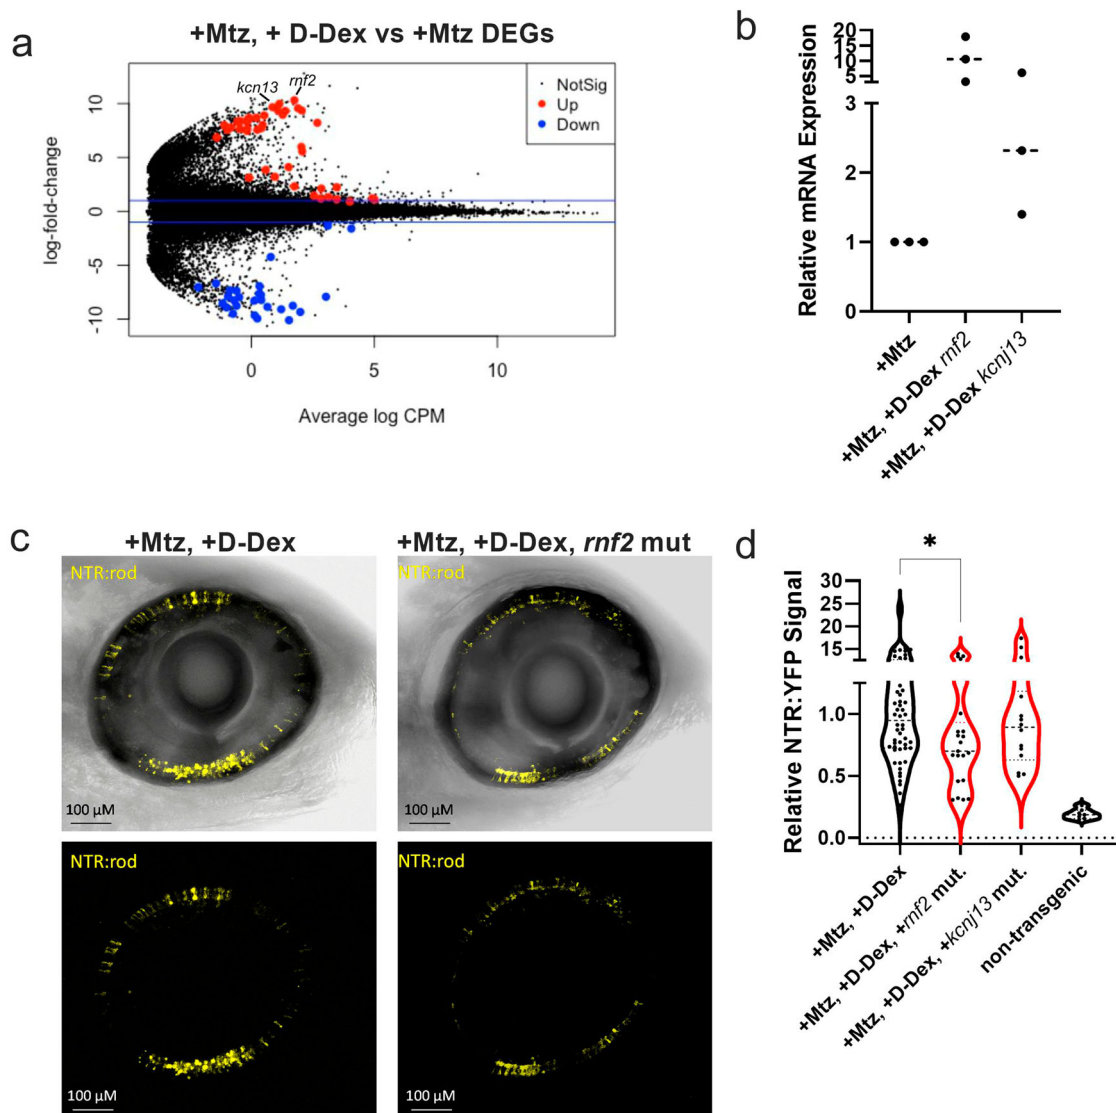 a
+Mtz, + D-Dex vs +Mtz DEGs
kcn13
rnf2
NotSig
Up
Down
log-fold-change
10
5
0
-5
-10
0
5
10
Average log CPM
b
Relative mRNA Expression
20
15
10
5
3
2
1
0
+Mtz
+Mtz, +D-Dex rnf2
+Mtz, +D-Dex kcnj13
c
+Mtz, +D-Dex
+Mtz, +D-Dex, rnf2 mut
NTR:rod
100 µM
NTR:rod
100 µM
NTR:rod
100 µM
NTR:rod
100 µM
d
*
Relative NTR:YFP Signal
30
25
20
15
1.0
0.5
0.0
+Mtz, +D-Dex
+Mtz, +D-Dex, +rnf2 mut.
+Mtz, +D-Dex, +kcnj13 mut.
non-transgenic